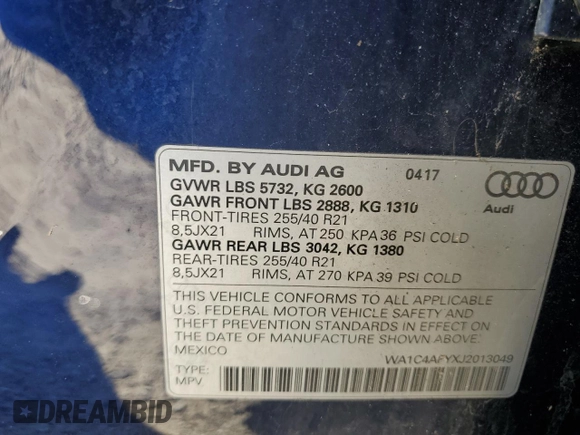 MFD. BY AUDI AG 0417
GVWR LBS 5732, KG 2600
GAWR FRONT LBS 2888, KG 1310
FRONT-TIRES 255/40 R21
8,5JX21 RIMS, AT 250 KPA 36 PSI COLD
GAWR REAR LBS 3042, KG 1380
REAR-TIRES 255/40 R21
8,5JX21 RIMS, AT 270 KPA 39 PSI COLD
Audi
THIS VEHICLE CONFORMS TO ALL APPLICABLE
U.S. FEDERAL MOTOR VEHICLE SAFETY AND
THEFT PREVENTION STANDARDS IN EFFECT ON
THE DATE OF MANUFACTURE SHOWN ABOVE.
MEXICO
WA1C4AFYXJ2013049
TYPE:
MPV
DREAMBID